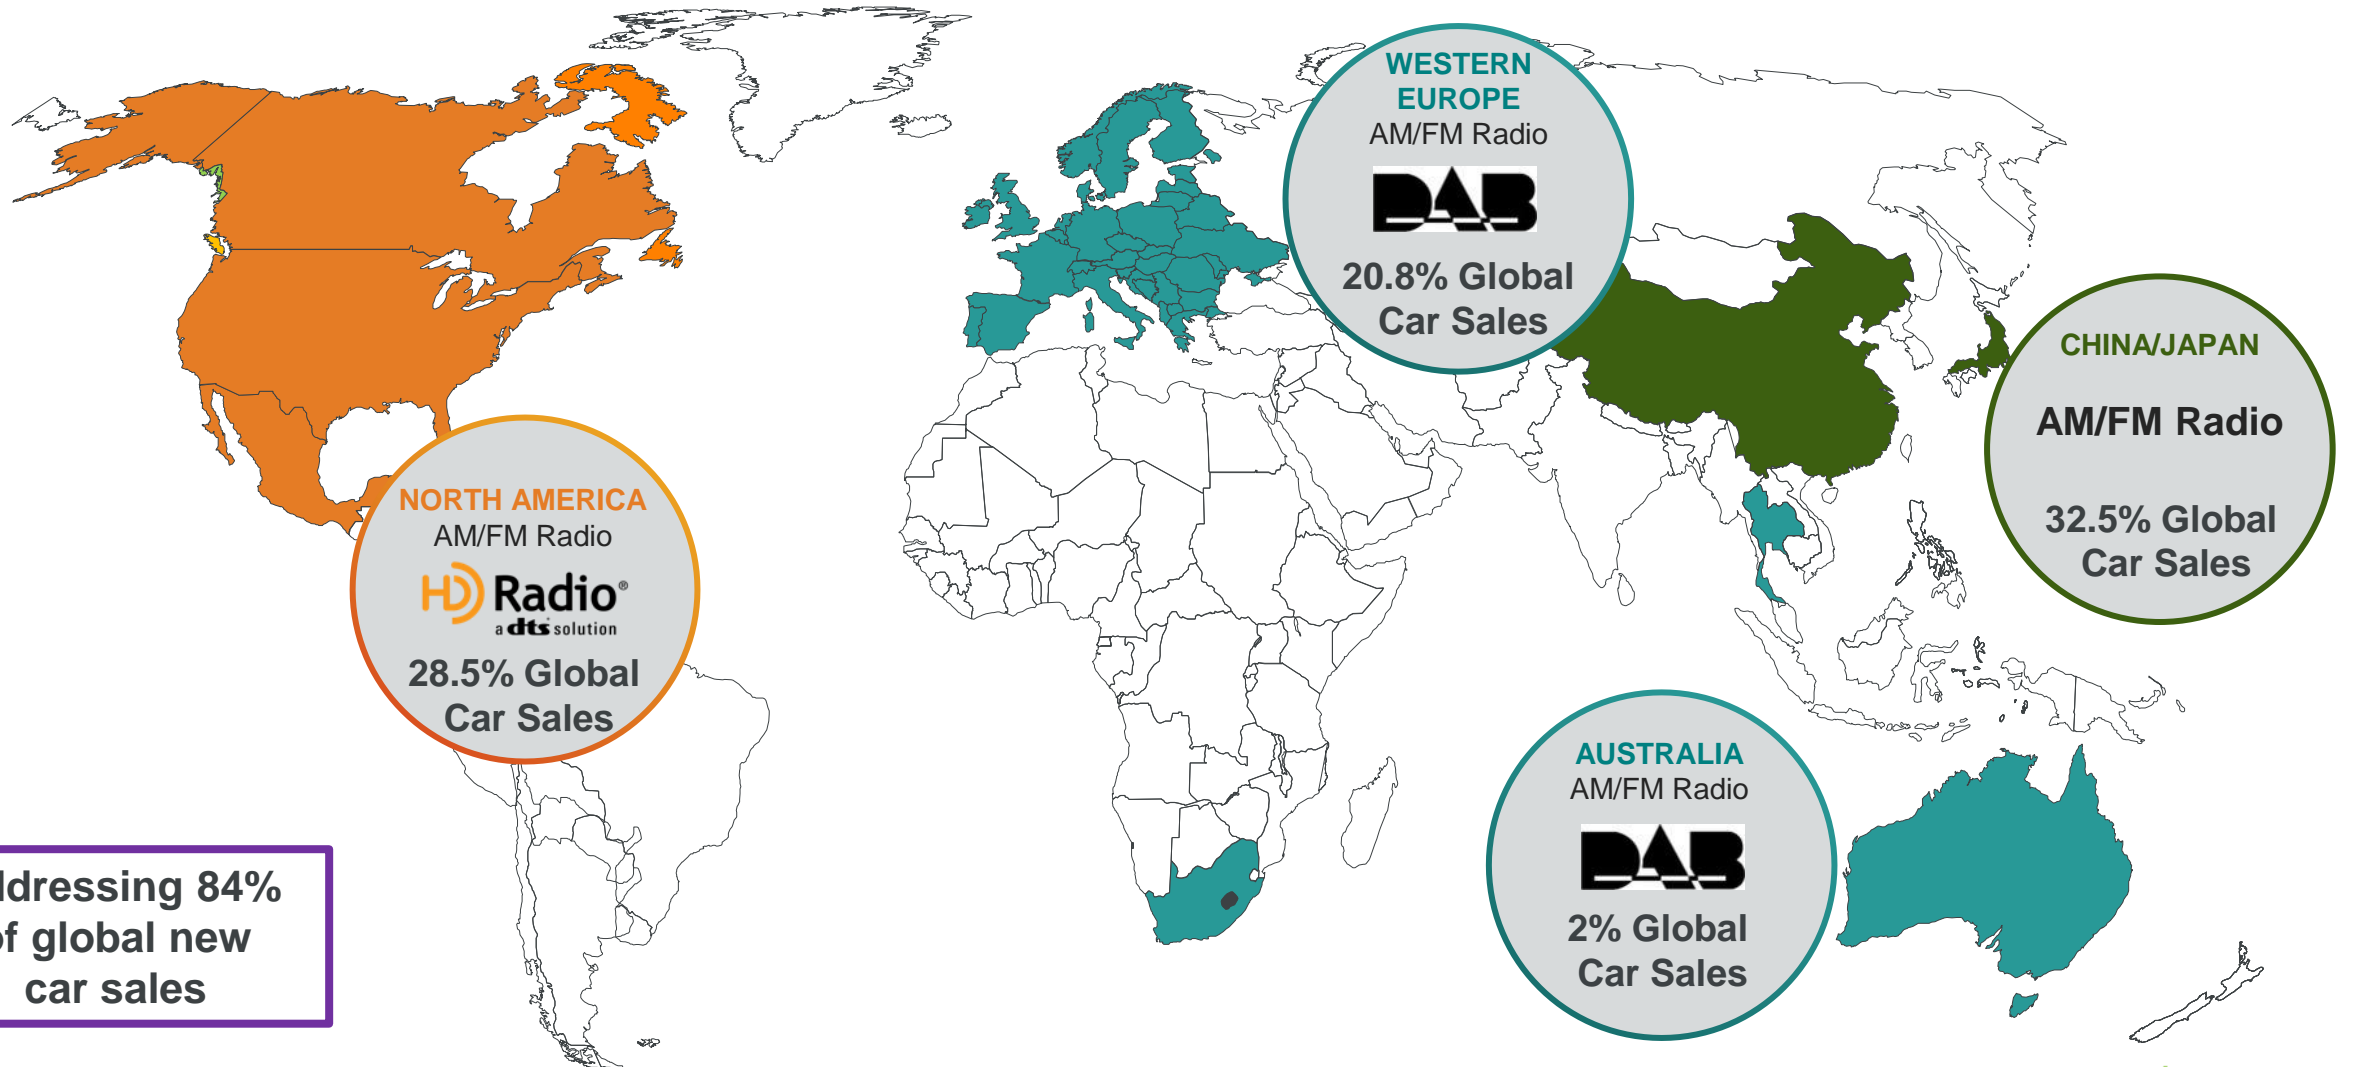 WESTERN
EUROPE
AM/FM Radio
DAB
20.8% Global
Car Sales
CHINA/JAPAN
AM/FM Radio
32.5% Global
Car Sales
NORTH AMERICA
AM/FM Radio
HD Radio®
a dts solution
28.5% Global
Car Sales
AUSTRALIA
AM/FM Radio
DAB
2% Global
Car Sales
ddressing 84%
of global new
car sales